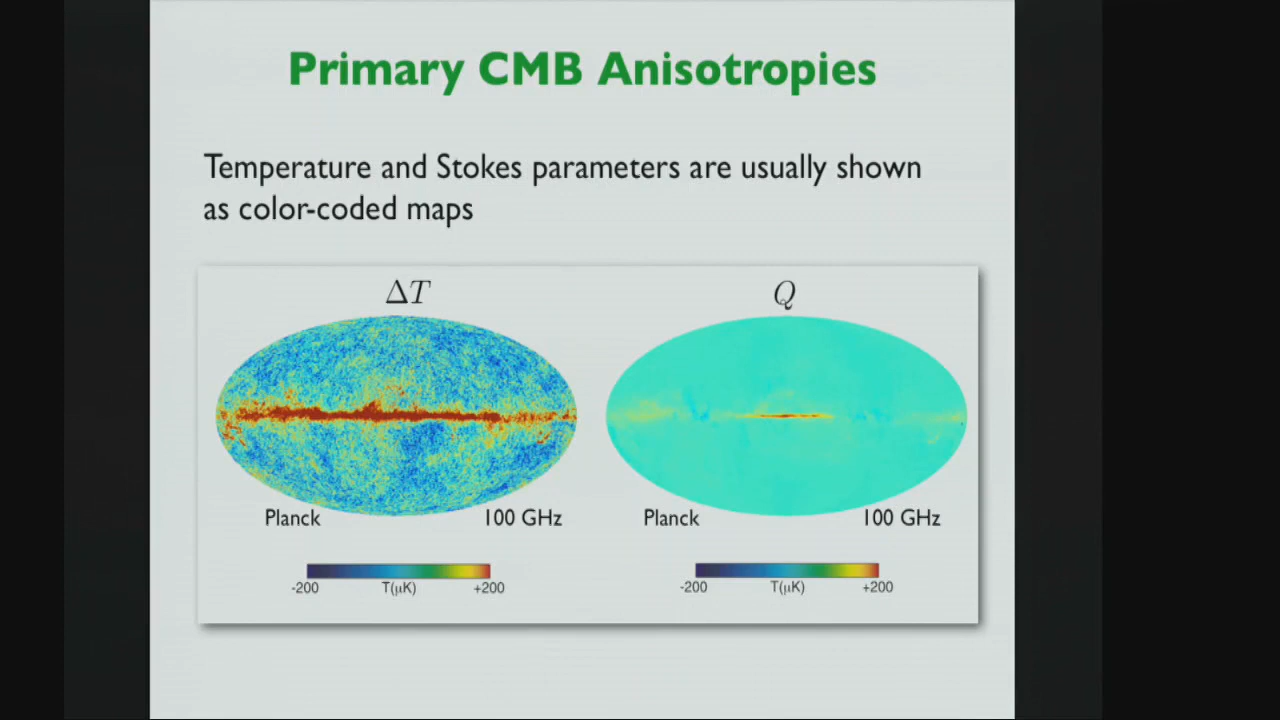 Primary CMB Anisotropies
Temperature and Stokes parameters are usually shown
as color-coded maps
ΔT
Q
Planck
100 GHz
Planck
100 GHz
-200
T(μK)
+200
-200
T(μK)
+200